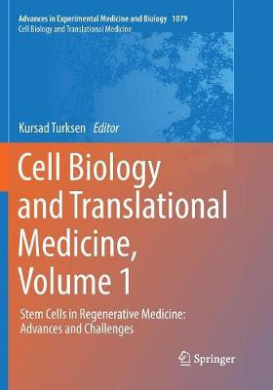 Advances in Experimental Medicine and Biology 1079
Cell Biology and Translational Medicine
Kursad Turksen Editor
Cell Biology
and Translational
Medicine,
Volume 1
Stem Cells in Regenerative Medicine:
Advances and Challenges
Springer